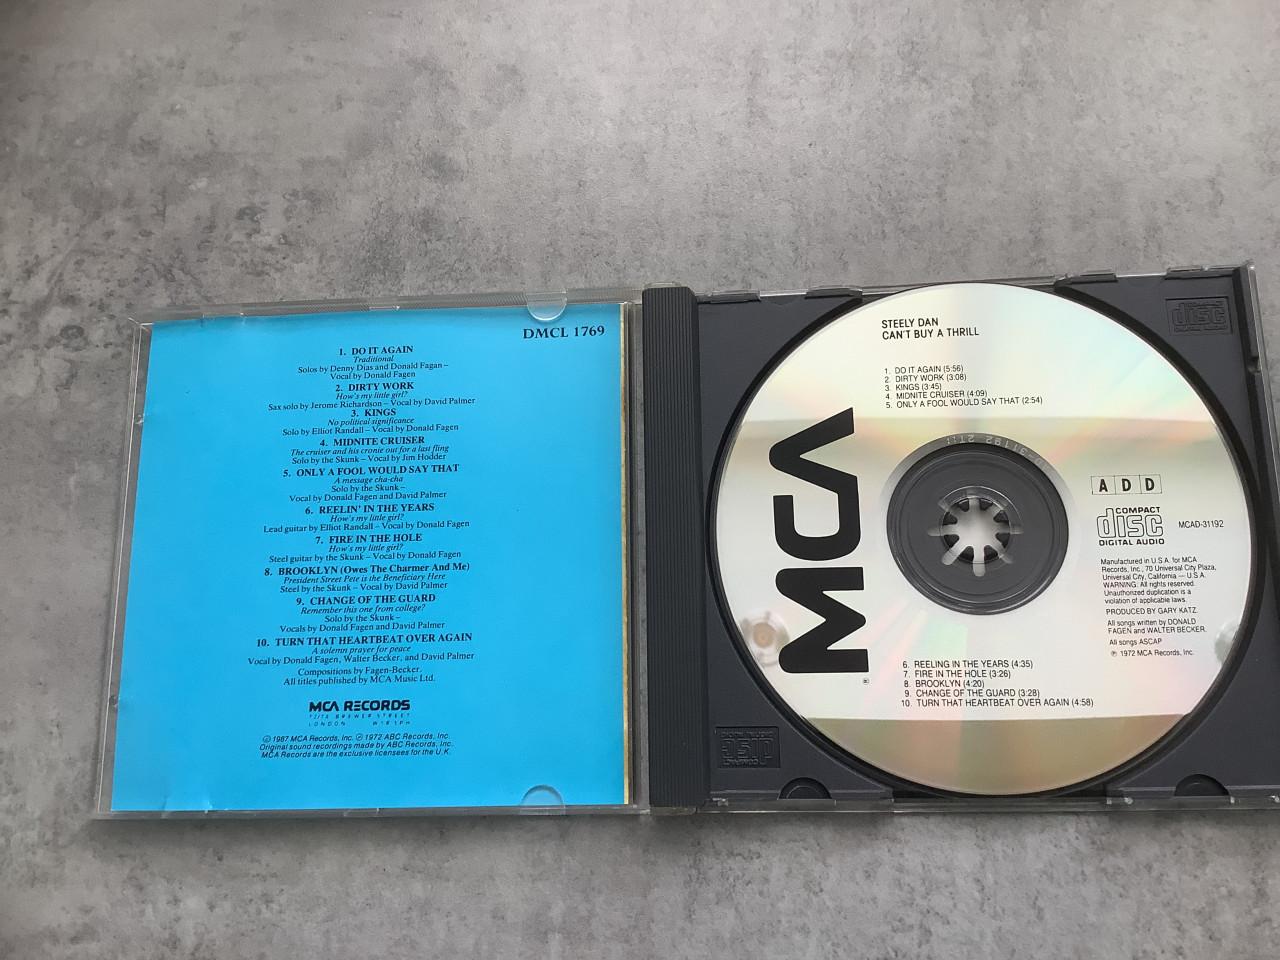 DMCL 1769
1. DO IT AGAIN
Traditional
Solos by Denny Dias and Donald Fagan –
Vocal by Donald Fagen
2. DIRTY WORK
How's my little girl?
Sax solo by Jerome Richardson – Vocal by David Palmer
3. KINGS
No political significance
Solo by Elliot Randall – Vocal by Donald Fagen
4. MIDNITE CRUISER
The cruiser and his cronie out for a last fling
Solo by the Skunk – Vocal by Jim Hodder
5. ONLY A FOOL WOULD SAY THAT
A message cha-cha
Solo by the Skunk –
Vocal by Donald Fagen and David Palmer
6. REELIN' IN THE YEARS
How's my little girl?
Lead guitar by Elliot Randall – Vocal by Donald Fagen
7. FIRE IN THE HOLE
How's my little girl?
Steel guitar by the Skunk – Vocal by Donald Fagen
8. BROOKLYN (Owes The Charmer And Me)
President Street Pete is the Beneficiary Here
Steel by the Skunk – Vocal by David Palmer
9. CHANGE OF THE GUARD
Remember this one from college?
Solo by the Skunk –
Vocals by Donald Fagen and David Palmer
10. TURN THAT HEARTBEAT OVER AGAIN
A solemn prayer for peace
Vocal by Donald Fagen, Walter Becker, and David Palmer
Compositions by Fagen-Becker.
All titles published by MCA Music Ltd.
MCA RECORDS
72/74 BREWER STREET
LONDON W1R 3PH
Ⓟ 1987 MCA Records, Inc. Ⓟ 1972 ABC Records, Inc.
Original sound recordings made by ABC Records, Inc.
MCA Records are the exclusive licensees for the U.K.
STEELY DAN
CAN'T BUY A THRILL
1. DO IT AGAIN (5:56)
2. DIRTY WORK (3:08)
3. KINGS (3:45)
4. MIDNITE CRUISER (4:09)
5. ONLY A FOOL WOULD SAY THAT (2:54)
MCA
®
A D D
COMPACT
disc
DIGITAL AUDIO
MCAD-31192
Manufactured in U.S.A. for MCA
Records, Inc., 70 Universal City Plaza,
Universal City, California — U.S.A.
WARNING: All rights reserved.
Unauthorized duplication is a
violation of applicable laws.
PRODUCED BY GARY KATZ.
All songs written by DONALD
FAGEN and WALTER BECKER.
All songs ASCAP
Ⓟ 1972 MCA Records, Inc.
6. REELING IN THE YEARS (4:35)
7. FIRE IN THE HOLE (3:26)
8. BROOKLYN (4:20)
9. CHANGE OF THE GUARD (3:28)
10. TURN THAT HEARTBEAT OVER AGAIN (4:58)
COMPACT
disc
DIGITAL AUDIO
COMPACT
disc
DIGITAL AUDIO